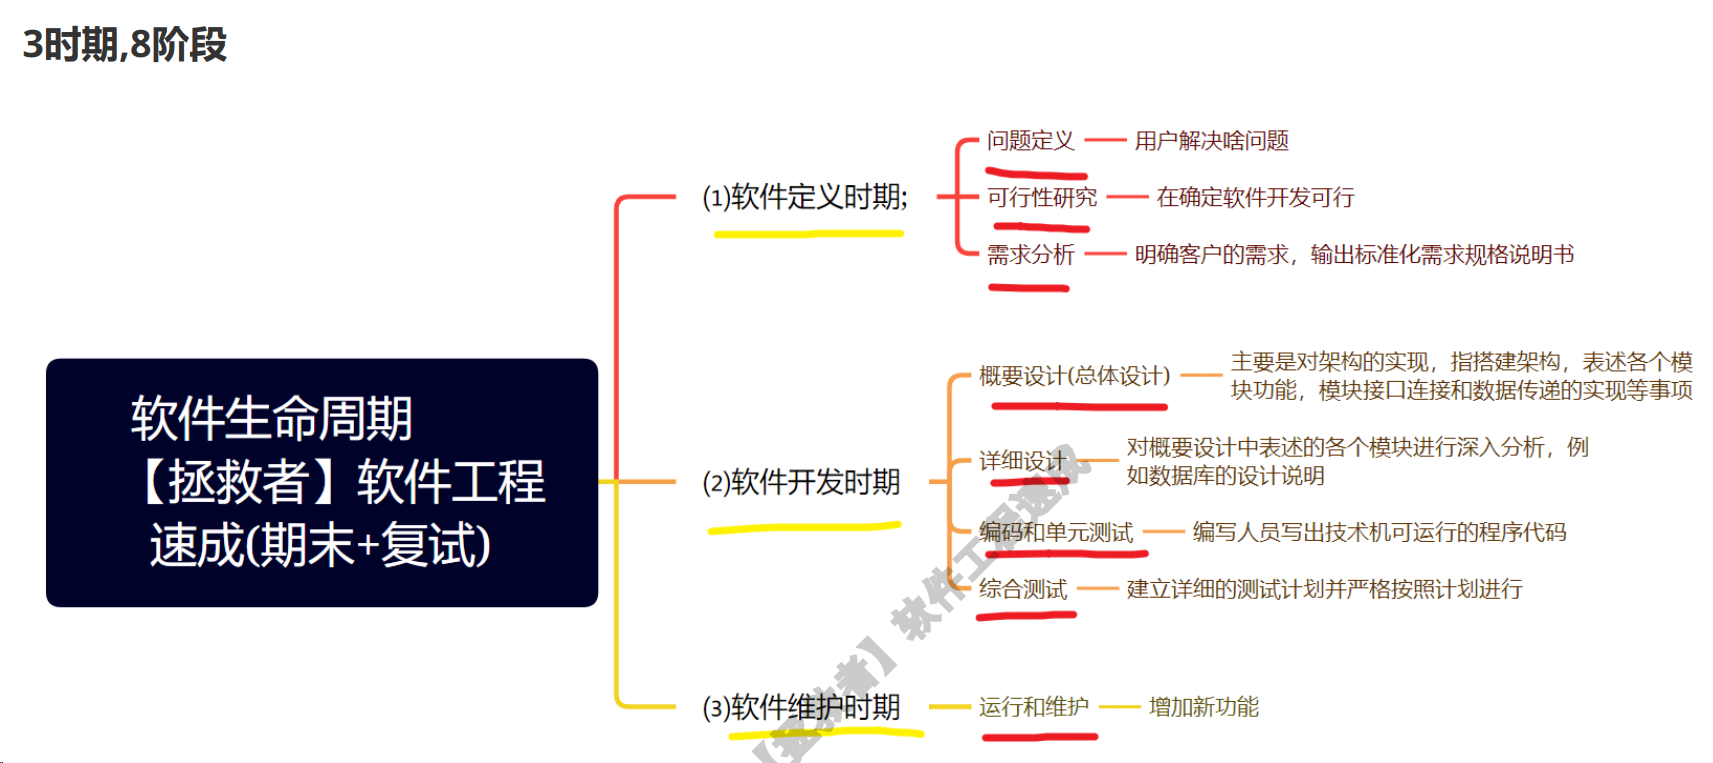 3时期,8阶段
软件生命周期
【拯救者】软件工程
速成(期末+复试)
(1)软件定义时期;
问题定义
用户解决啥问题
可行性研究
在确定软件开发可行
需求分析
明确客户的需求，输出标准化需求规格说明书
(2)软件开发时期
概要设计(总体设计)
主要是对架构的实现，指搭建架构，表述各个模
块功能，模块接口连接和数据传递的实现等事项
详细设计
对概要设计中表述的各个模块进行深入分析，例
如数据库的设计说明
编码和单元测试
编写人员写出技术机可运行的程序代码
综合测试
建立详细的测试计划并严格按照计划进行
(3)软件维护时期
运行和维护
增加新功能
【拯救者】软件工程速成